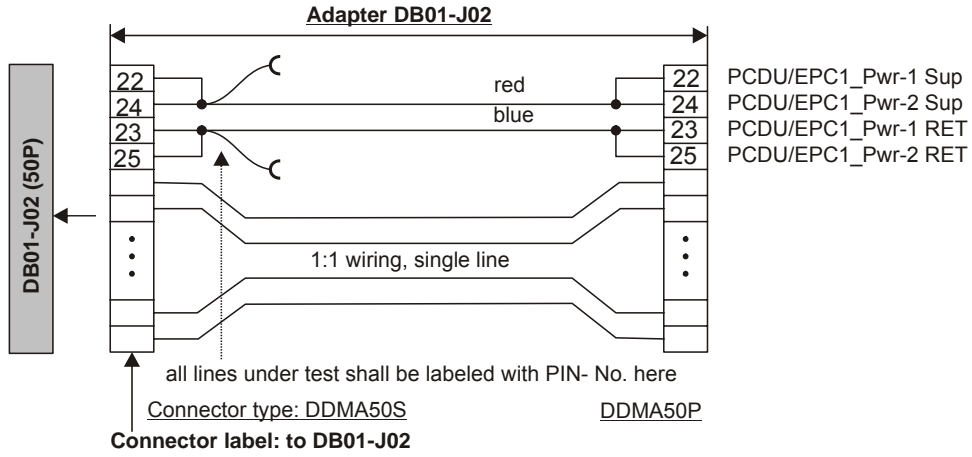 Adapter DB01-J02
DB01-J02 (50P)
22
24
23
25
red
blue
22
24
23
25
PCDU/EPC1_Pwr-1 Sup
PCDU/EPC1_Pwr-2 Sup
PCDU/EPC1_Pwr-1 RET
PCDU/EPC1_Pwr-2 RET
1:1 wiring, single line
all lines under test shall be labeled with PIN- No. here
Connector type: DDMA50S
DDMA50P
Connector label: to DB01-J02